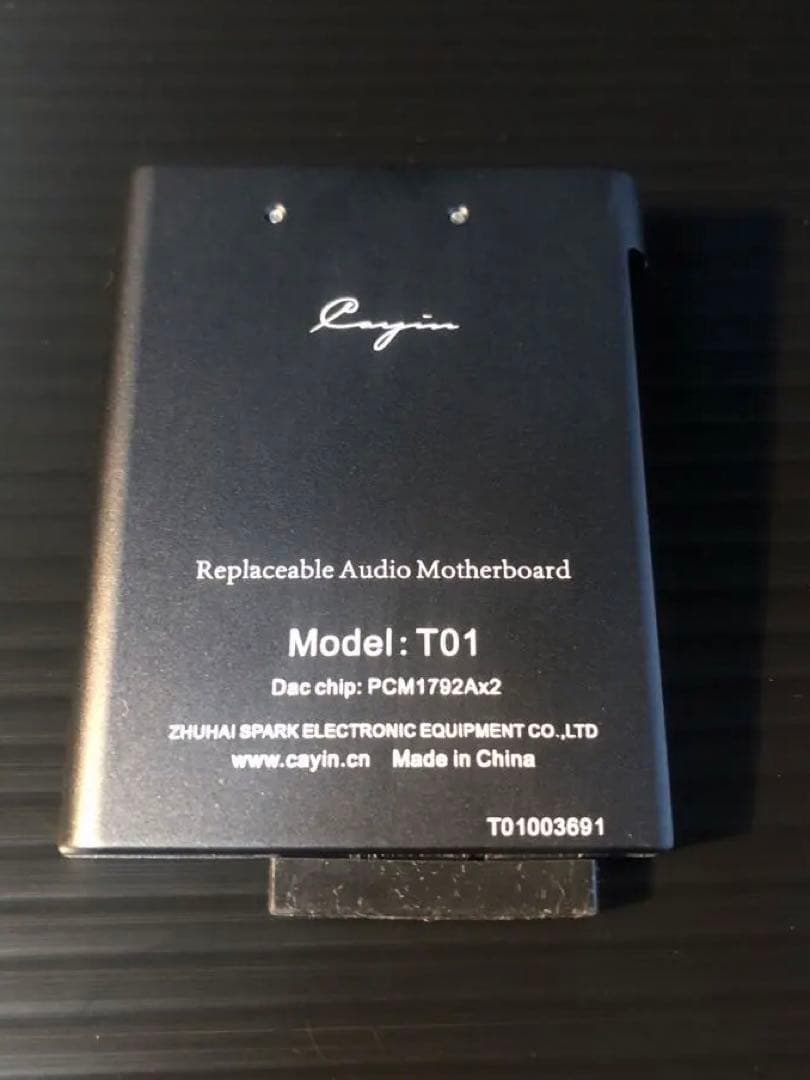 Cayin
Replaceable Audio Motherboard
Model: T01
Dac chip: PCM1792Ax2
ZHUHAI SPARK ELECTRONIC EQUIPMENT CO.,LTD
www.cayin.cn Made in China
T01003691